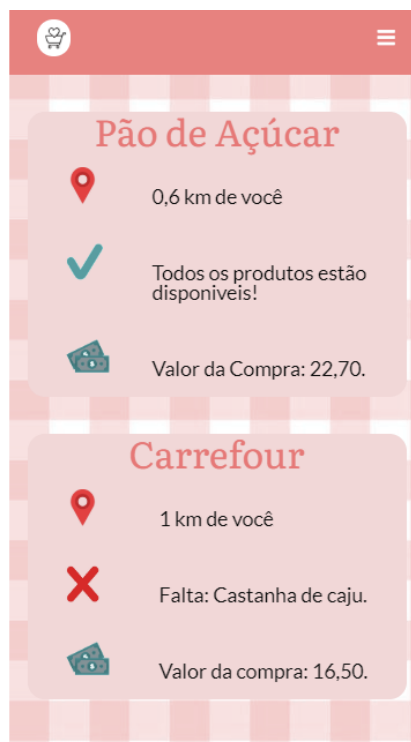 Pão de Açúcar
0,6 km de você
Todos os produtos estão
disponiveis!
Valor da Compra: 22,70.
Carrefour
1 km de você
Falta: Castanha de caju.
Valor da compra: 16,50.